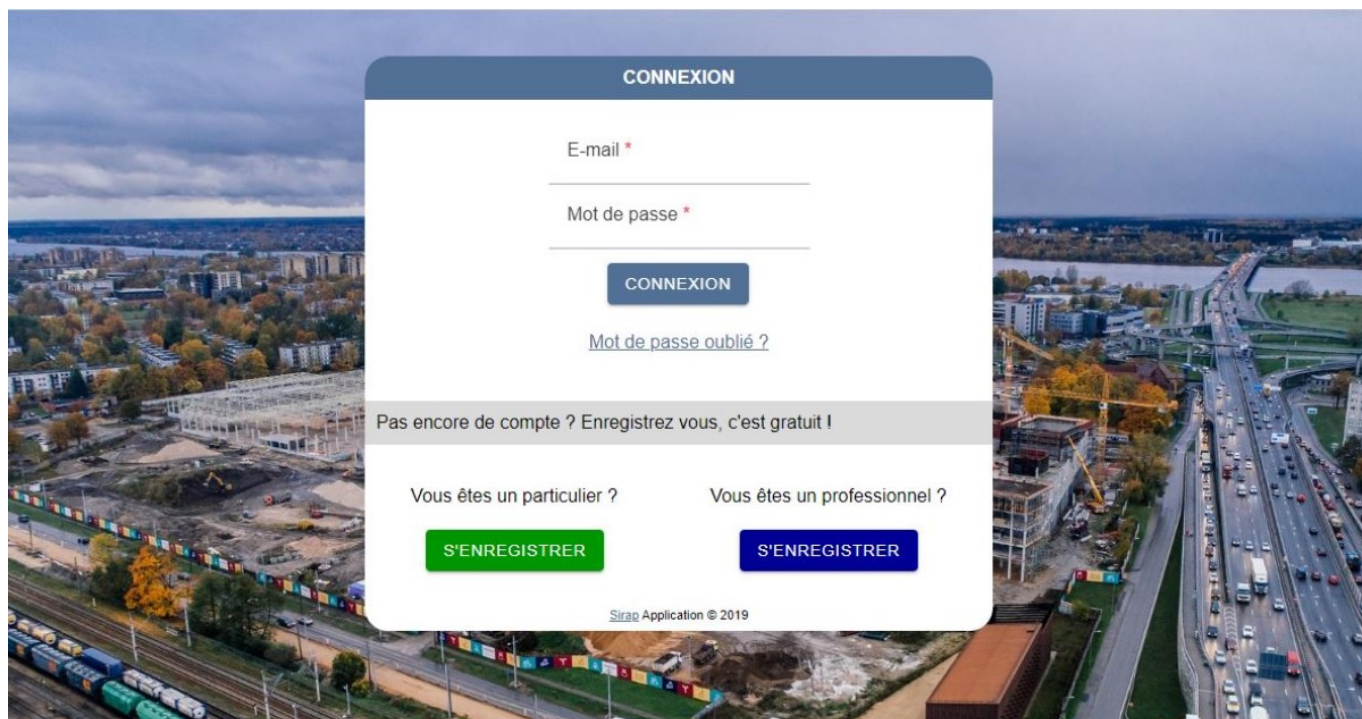 CONNEXION
E-mail *
Mot de passe *
CONNEXION
Mot de passe oublié ?
Pas encore de compte ? Enregistrez vous, c'est gratuit !
Vous êtes un particulier ? Vous êtes un professionnel ?
S'ENREGISTRER S'ENREGISTRER
Sirap Application © 2019